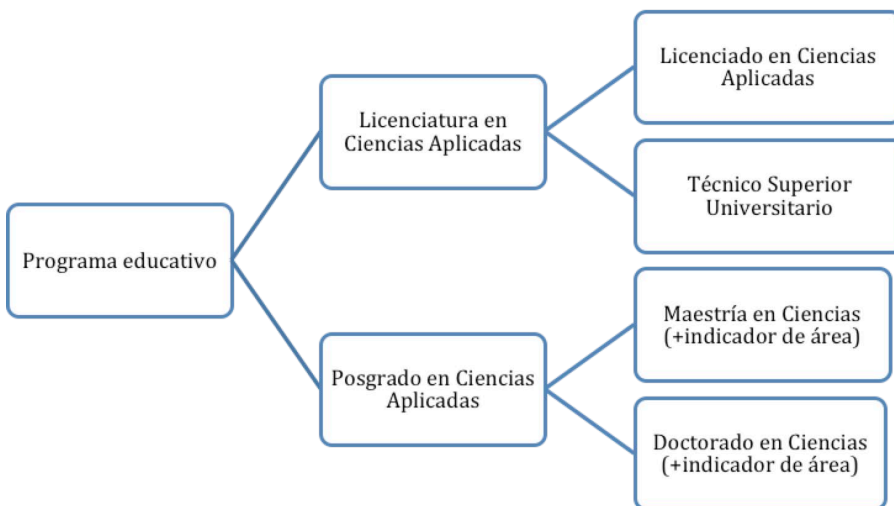 Programa educativo
Licenciatura en
Ciencias Aplicadas
Licenciado en Ciencias
Aplicadas
Técnico Superior
Universitario
Posgrado en Ciencias
Aplicadas
Maestría en Ciencias
(+indicador de área)
Doctorado en Ciencias
(+indicador de área)